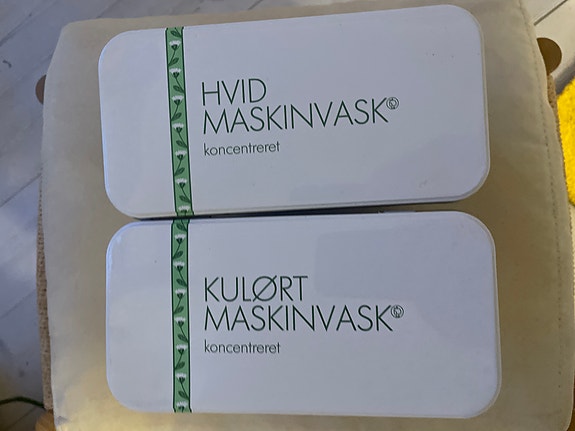 HVID
MASKINVASK©
koncentreret
KULØRT
MASKINVASK©
koncentreret